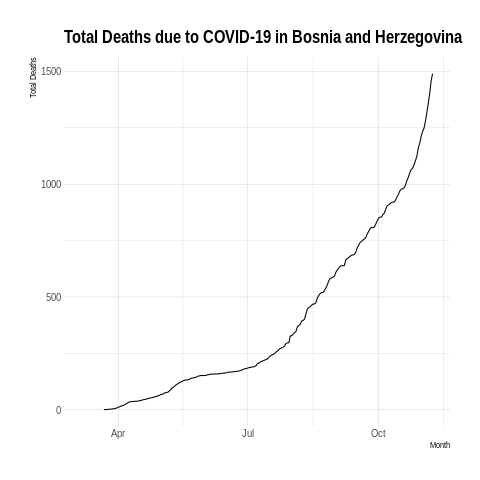 Total Deaths due to COVID-19 in Bosnia and Herzegovina
Total Deaths
1500
1000
500
0
Apr
Jul
Oct
Month